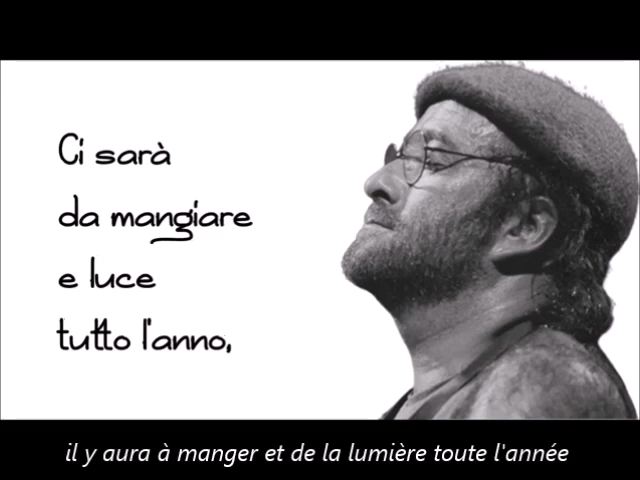 Ci sarà
da mangiare
e luce
tutto l'anno,
il y aura à manger et de la lumière toute l'année